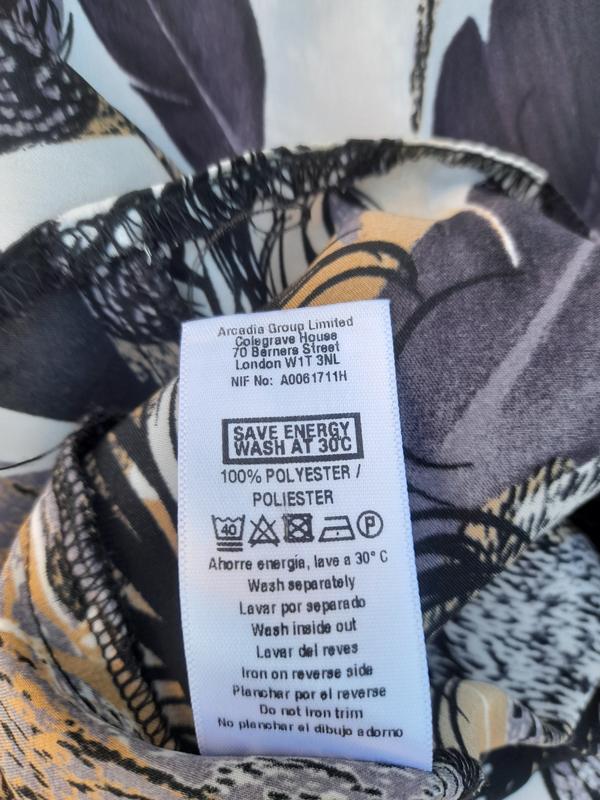 Arcadia Group Limited
Colegrave House
70 Berners Street
London W1T 3NL
NIF No: A0061711H
SAVE ENERGY
WASH AT 30°C
100% POLYESTER /
POLIESTER
40 P
Ahorre energía, lave a 30° C
Wash separately
Lavar por separado
Wash inside out
Lavar del reves
Iron on reverse side
Planchar por el reverse
Do not iron trim
No planchar el dibujo adorno